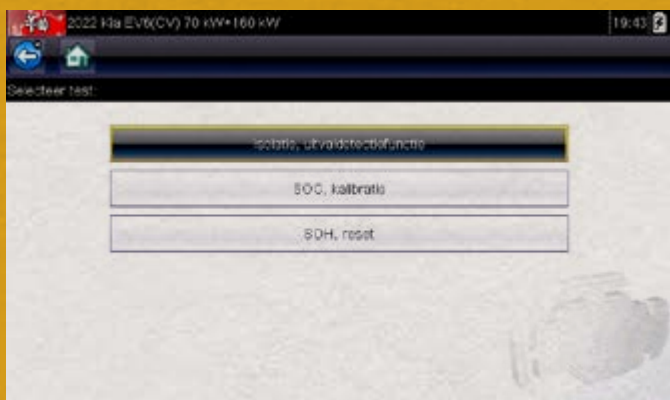 2022 Kia EV6(CV) 70 kW+160 kW
19:43
Selecteer test:
Isolatie, uitvaldetectiefunctie
SOC, kalibratie
SOH, reset